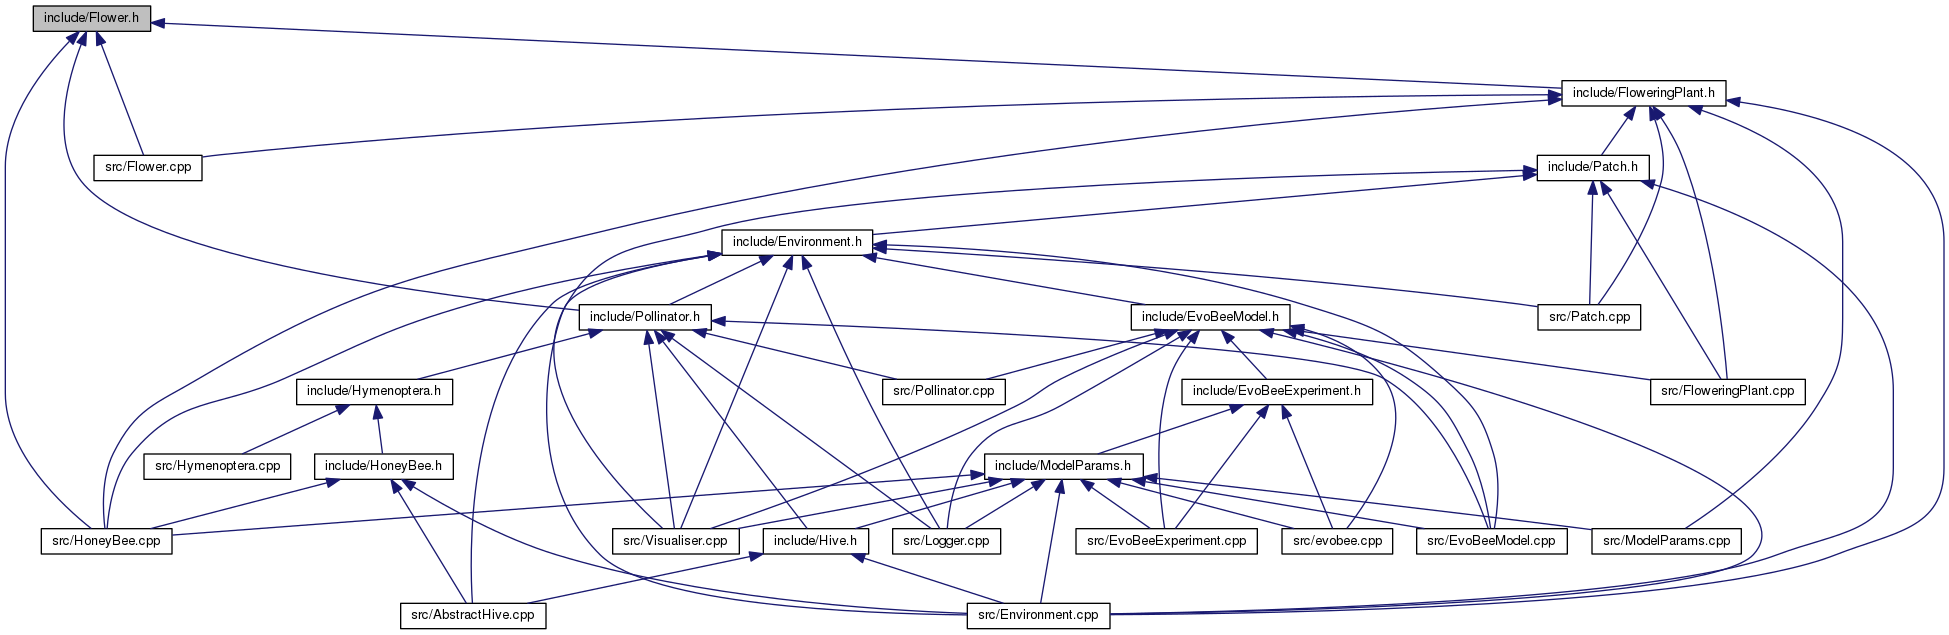 include/Flower.h
include/FloweringPlant.h
src/Flower.cpp
include/Patch.h
include/Environment.h
include/Pollinator.h
include/EvoBeeModel.h
src/Patch.cpp
include/Hymenoptera.h
src/Pollinator.cpp
include/EvoBeeExperiment.h
src/FloweringPlant.cpp
src/Hymenoptera.cpp
include/HoneyBee.h
include/ModelParams.h
src/HoneyBee.cpp
src/Visualiser.cpp
include/Hive.h
src/Logger.cpp
src/EvoBeeExperiment.cpp
src/evobee.cpp
src/EvoBeeModel.cpp
src/ModelParams.cpp
src/AbstractHive.cpp
src/Environment.cpp